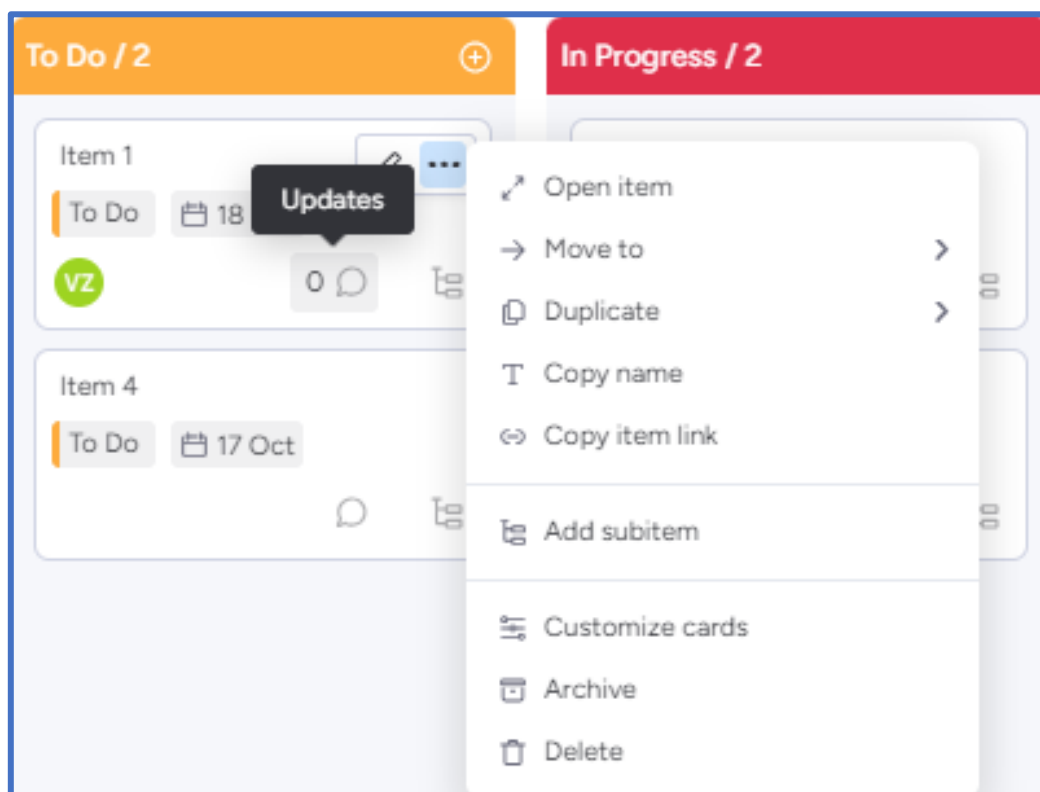 To Do / 2
In Progress / 2
Item 1
To Do
18
Updates
VZ
0
Item 4
To Do
17 Oct
Open item
Move to
Duplicate
Copy name
Copy item link
Add subitem
Customize cards
Archive
Delete